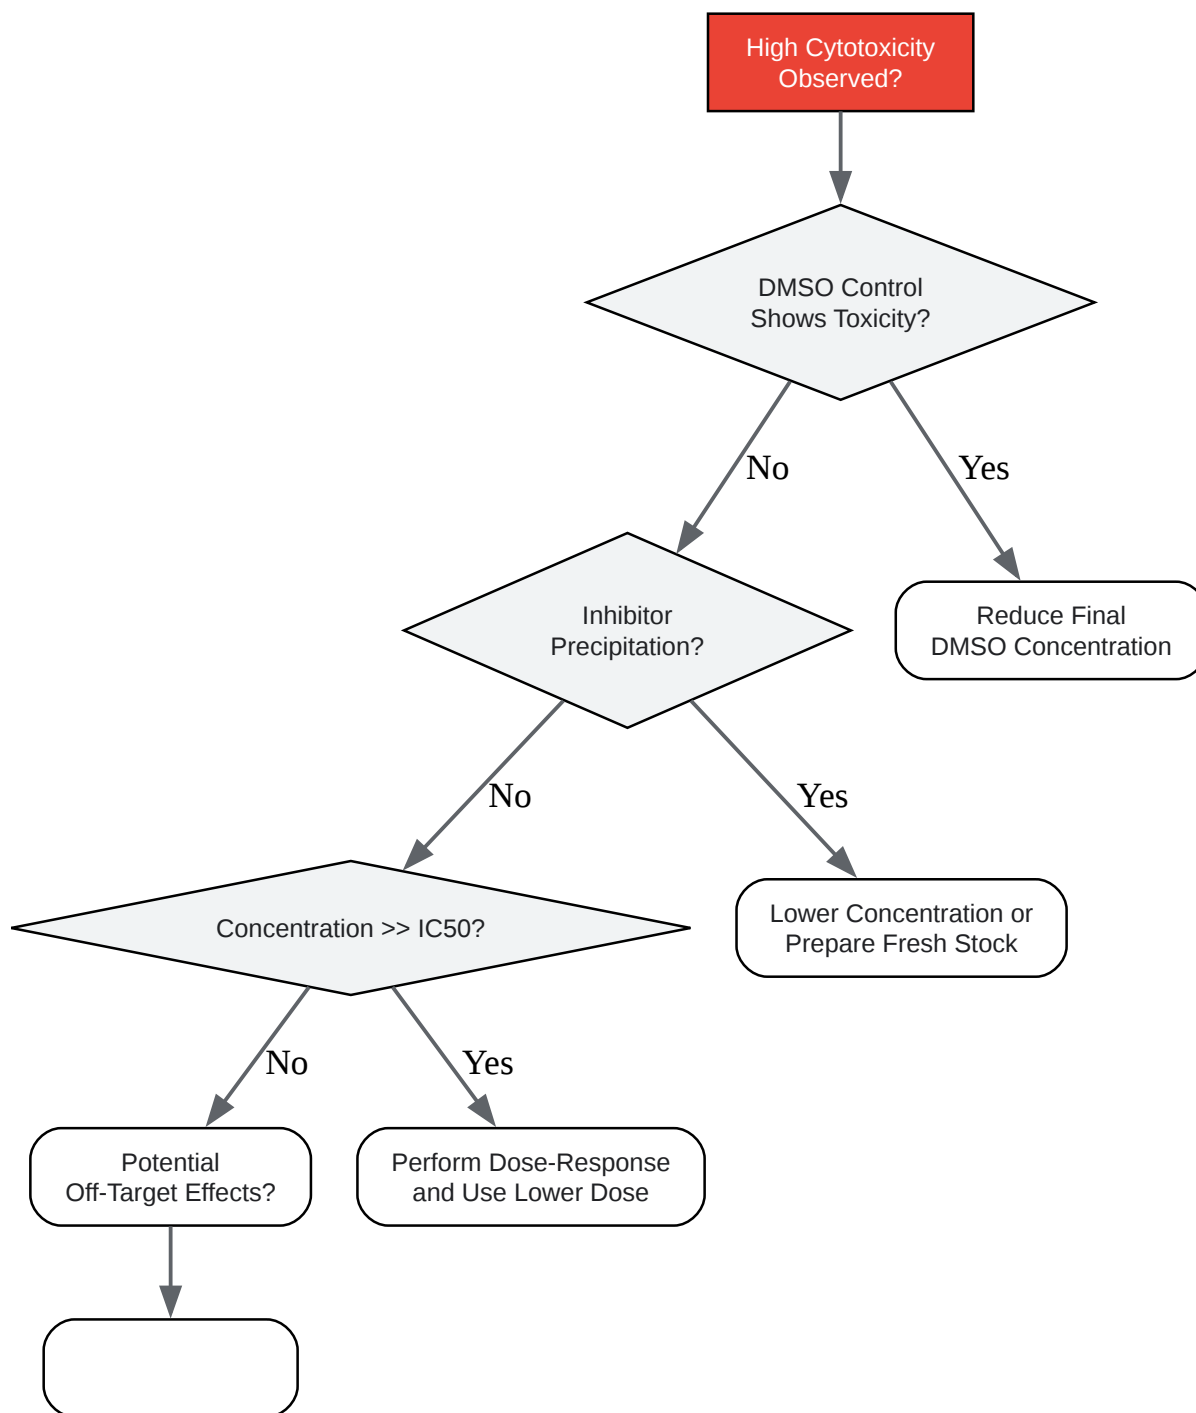 High Cytotoxicity
Observed?
DMSO Control
Shows Toxicity?
No
Yes
Inhibitor
Precipitation?
Reduce Final
DMSO Concentration
No
Yes
Concentration >> IC50?
Lower Concentration or
Prepare Fresh Stock
No
Yes
Potential
Off-Target Effects?
Perform Dose-Response
and Use Lower Dose